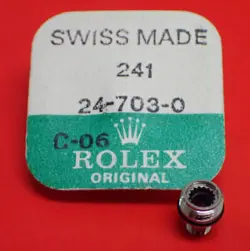 SWISS MADE
241
24-703-0
C-06
ROLEX
ORIGINAL